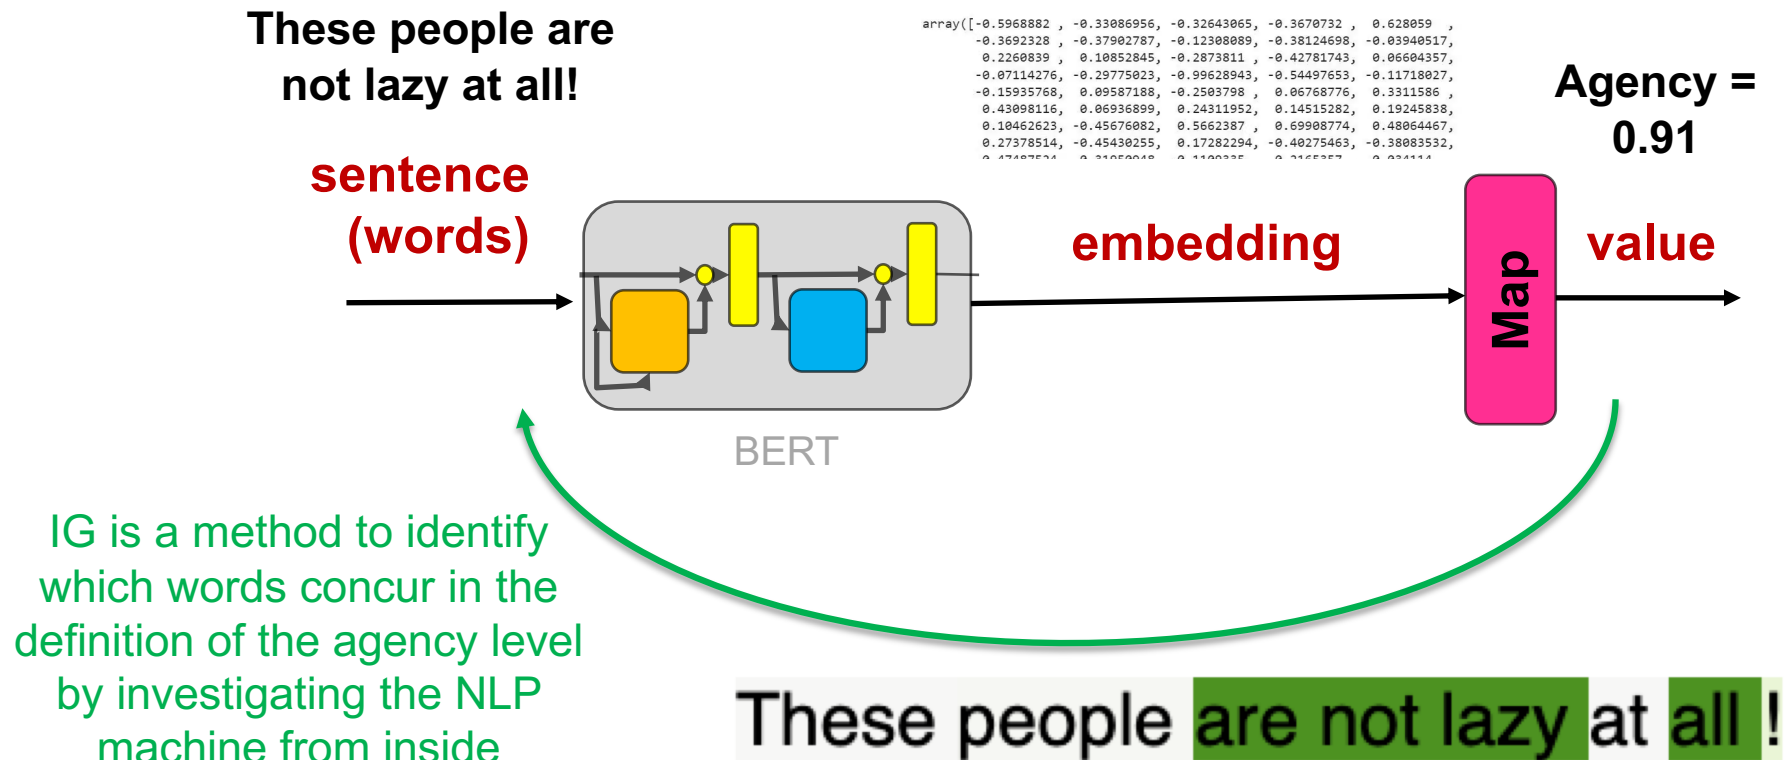 These people are
not lazy at all!
array([-0.5968882 , -0.33086956, -0.32643065, -0.3670732 , 0.628059 ,
-0.3692328 , -0.37902787, -0.12308089, -0.38124698, -0.03940517,
0.2260839 , 0.10852845, -0.2873811 , -0.42781743, 0.06604357,
-0.07114276, -0.29775023, -0.99628943, -0.54497653, -0.11718027,
-0.15935768, 0.09587188, -0.2503798 , 0.06768776, 0.3311586 ,
0.43098116, 0.06936899, 0.24311952, 0.14515282, 0.19245838,
0.10462623, -0.45676082, 0.5662387 , 0.69908774, 0.48064467,
0.27378514, -0.45430255, 0.17282294, -0.40275463, -0.38083532,
Agency =
0.91
sentence
(words)
embedding
Map
value
BERT
IG is a method to identify
which words concur in the
definition of the agency level
by investigating the NLP
machine from inside
These people are not lazy at all !